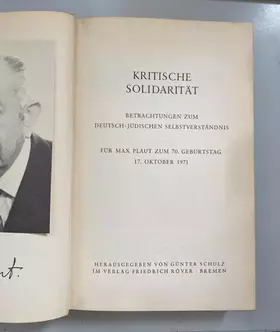 KRITISCHE
SOLIDARITÄT
BETRACHTUNGEN ZUM
DEUTSCH-JÜDISCHEN SELBSTVERSTÄNDNIS
FÜR MAX PLAUT ZUM 70. GEBURTSTAG
17. OKTOBER 1971
HERAUSGEGEBEN VON GÜNTER SCHULZ
IM VERLAG FRIEDRICH RÖVER · BREMEN